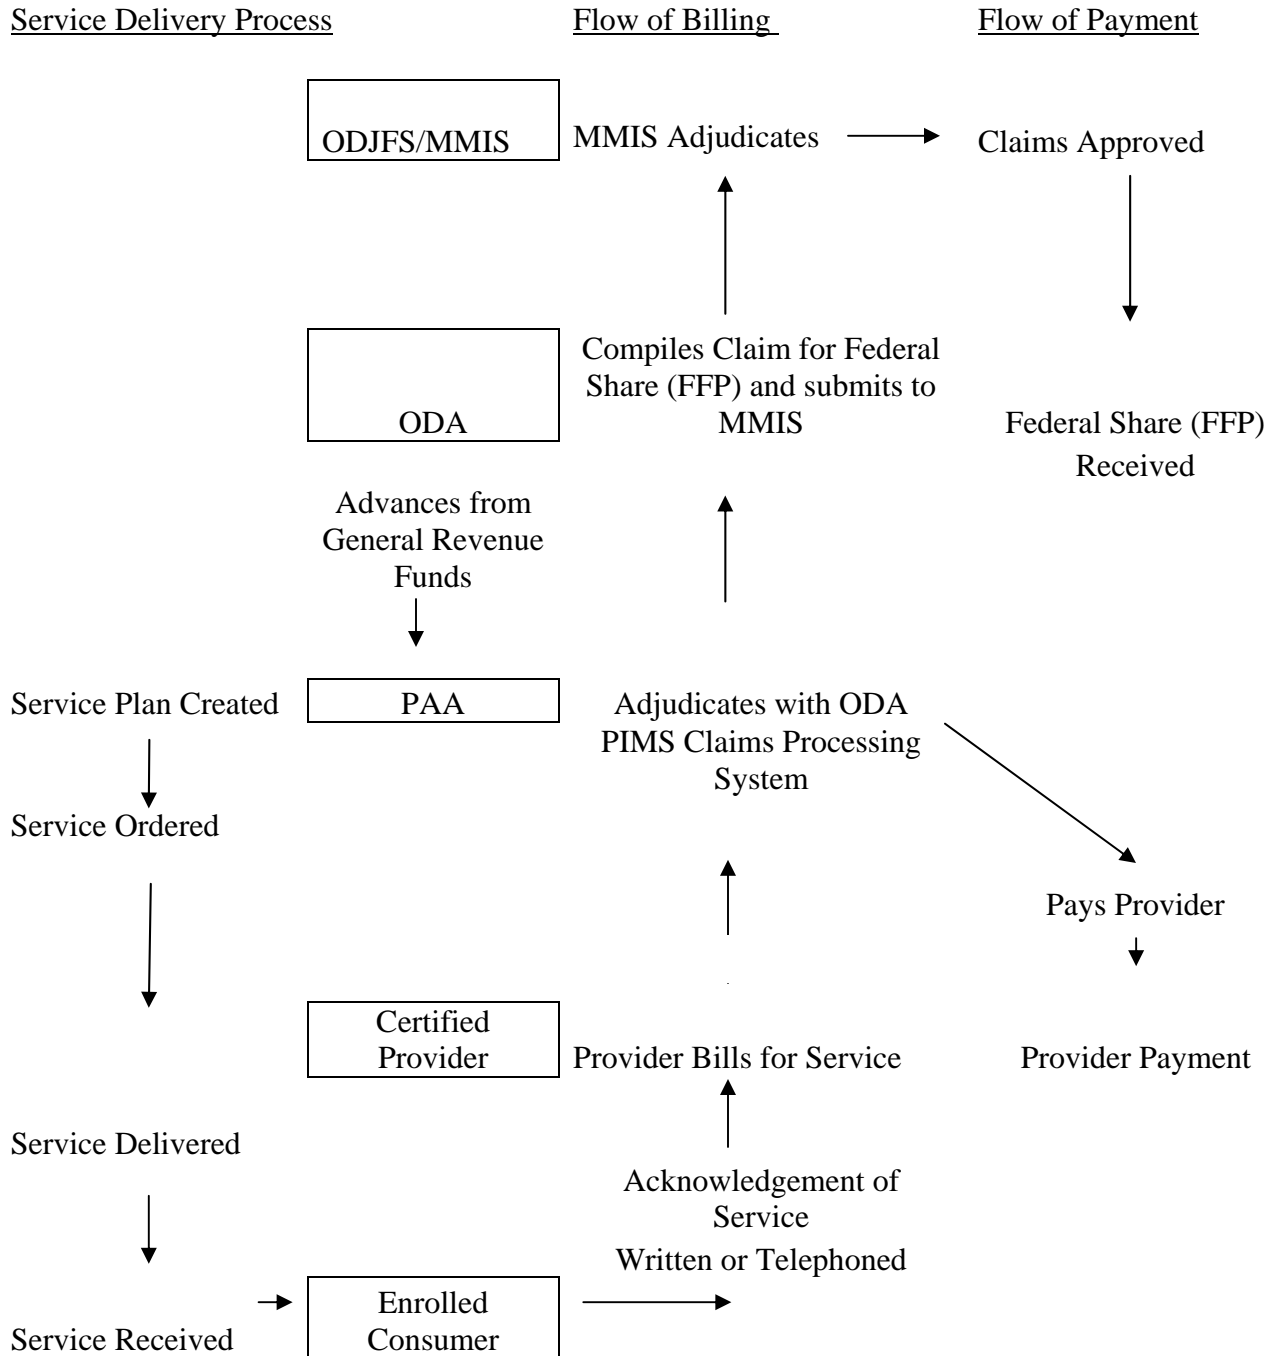 Service Delivery Process
Flow of Billing
Flow of Payment
ODJFS/MMIS
MMIS Adjudicates
Claims Approved
ODA
Compiles Claim for Federal
Share (FFP) and submits to
MMIS
Federal Share (FFP)
Received
Advances from
General Revenue
Funds
Service Plan Created
PAA
Adjudicates with ODA
PIMS Claims Processing
System
Service Ordered
Pays Provider
Certified
Provider
Provider Bills for Service
Provider Payment
Service Delivered
Acknowledgement of
Service
Written or Telephoned
Service Received
Enrolled
Consumer